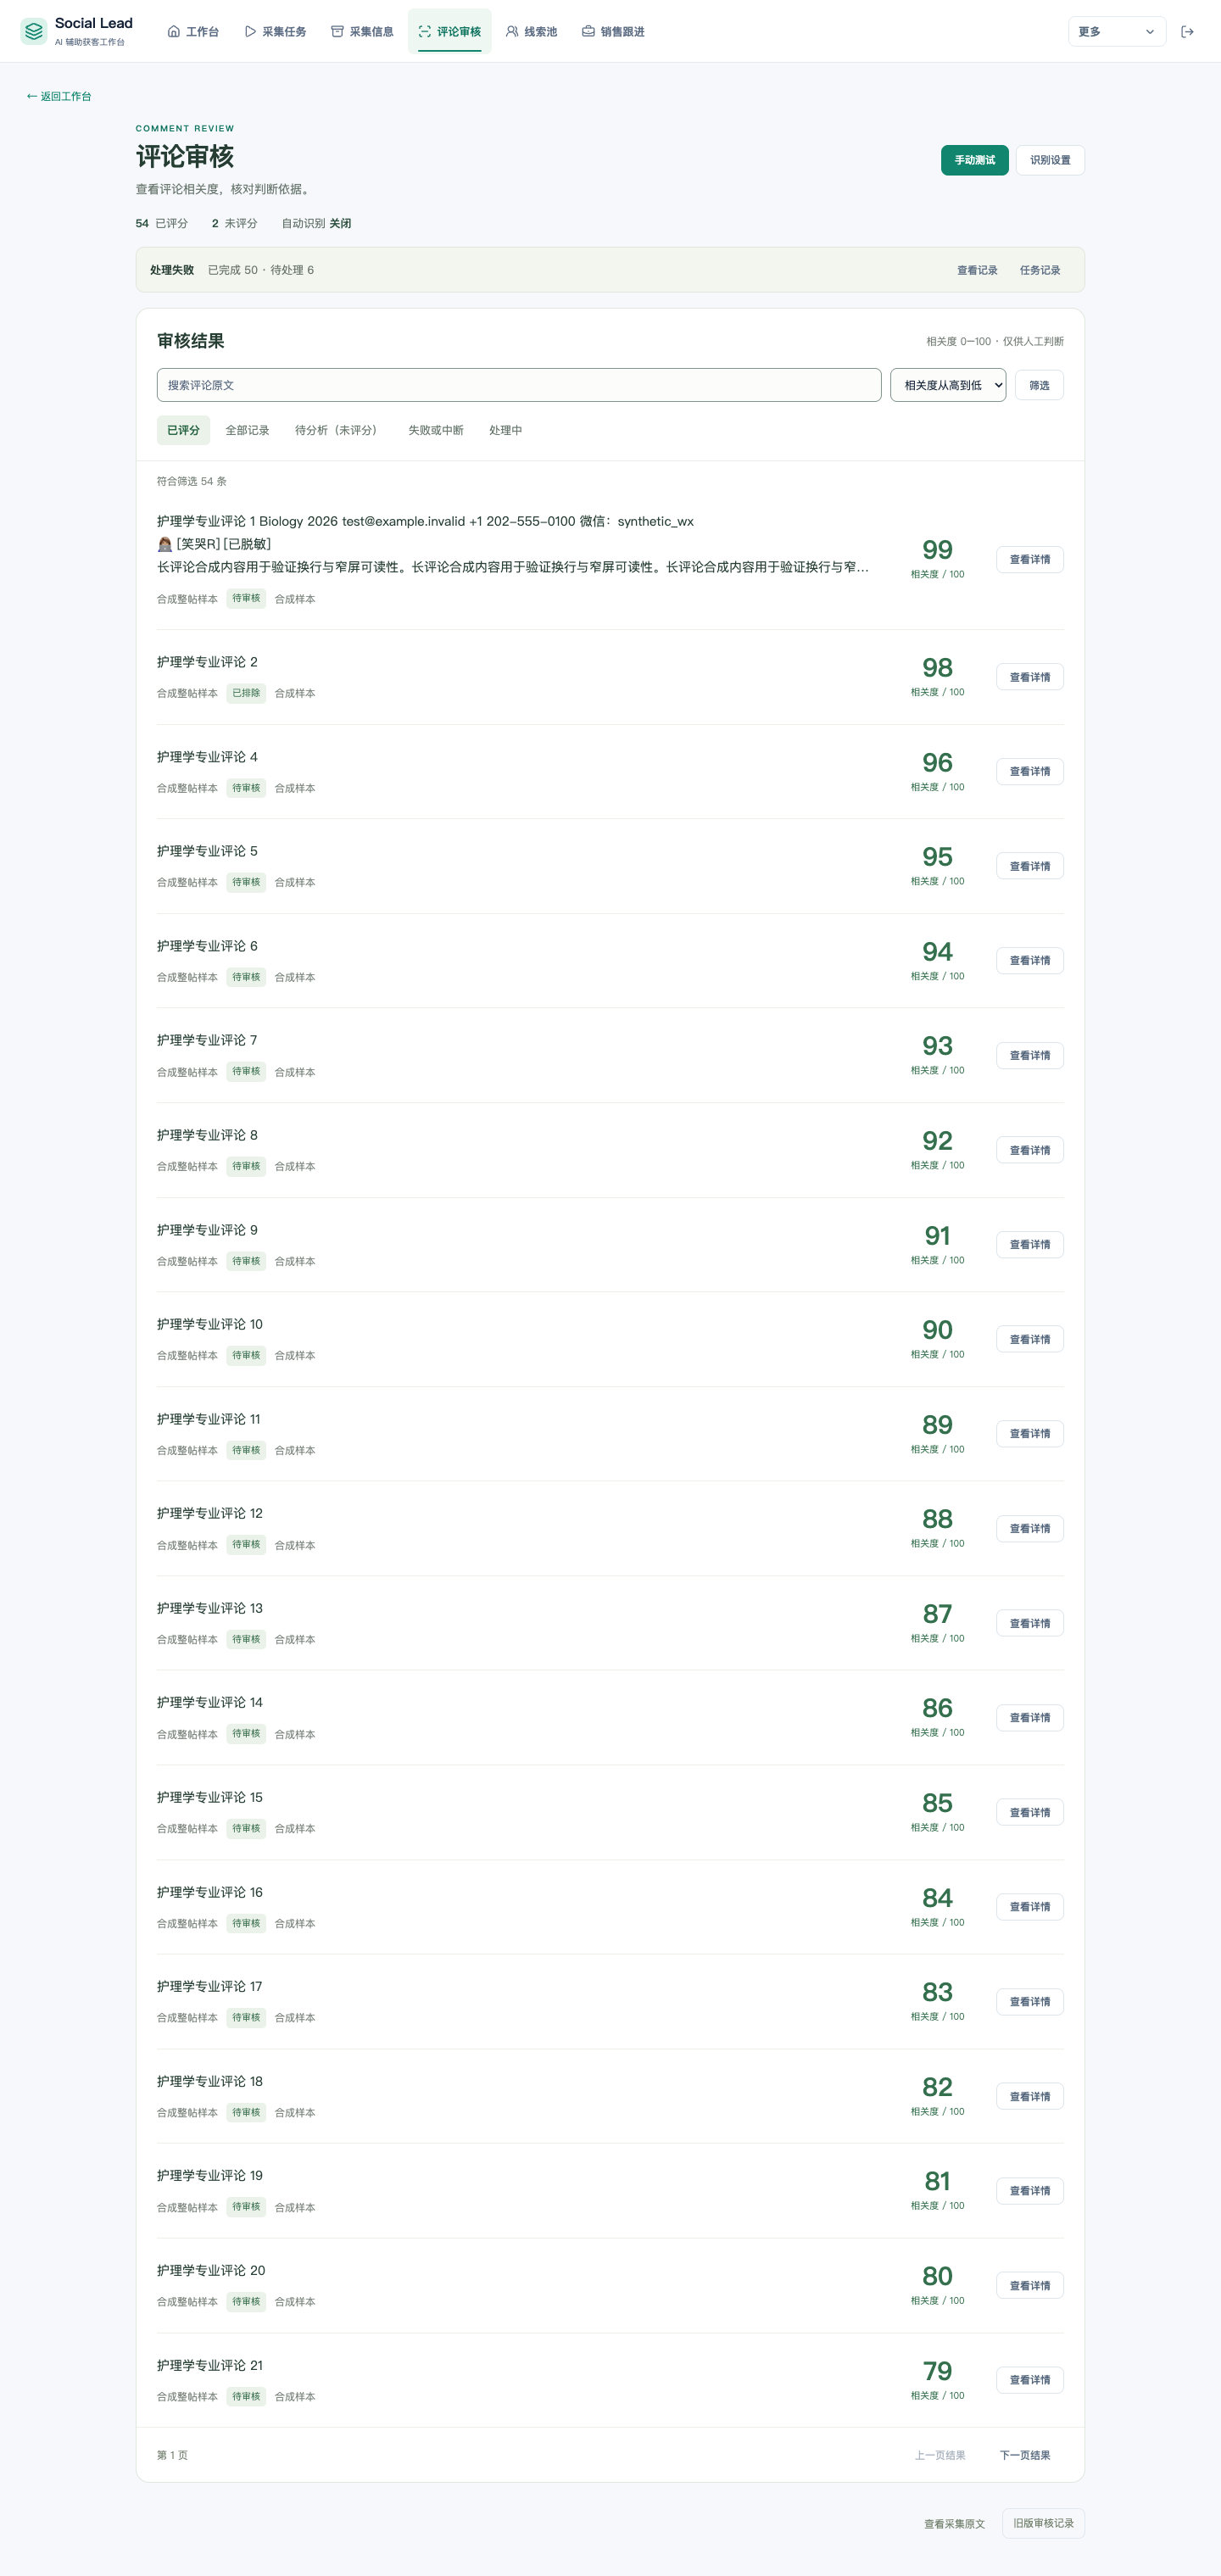 Social Lead
AI 辅助获客工作台
工作台
采集任务
采集信息
评论审核
线索池
销售跟进
更多
← 返回工作台
COMMENT REVIEW
评论审核
查看评论相关度，核对判断依据。
手动测试
识别设置
54 已评分 2 未评分 自动识别 关闭
处理失败 已完成 50 · 待处理 6
查看记录
任务记录
审核结果
相关度 0—100 · 仅供人工判断
搜索评论原文
相关度从高到低
筛选
已评分
全部记录
待分析（未评分）
失败或中断
处理中
符合筛选 54 条
护理学专业评论 1 Biology 2026 test@example.invalid +1 202-555-0100 微信：synthetic_wx
[笑哭R] [已脱敏]
长评论合成内容用于验证换行与窄屏可读性。长评论合成内容用于验证换行与窄屏可读性。长评论合成内容用于验证换行与窄…
合成整帖样本 待审核 合成样本
99
相关度 / 100
查看详情
护理学专业评论 2
合成整帖样本 已排除 合成样本
98
相关度 / 100
查看详情
护理学专业评论 4
合成整帖样本 待审核 合成样本
96
相关度 / 100
查看详情
护理学专业评论 5
合成整帖样本 待审核 合成样本
95
相关度 / 100
查看详情
护理学专业评论 6
合成整帖样本 待审核 合成样本
94
相关度 / 100
查看详情
护理学专业评论 7
合成整帖样本 待审核 合成样本
93
相关度 / 100
查看详情
护理学专业评论 8
合成整帖样本 待审核 合成样本
92
相关度 / 100
查看详情
护理学专业评论 9
合成整帖样本 待审核 合成样本
91
相关度 / 100
查看详情
护理学专业评论 10
合成整帖样本 待审核 合成样本
90
相关度 / 100
查看详情
护理学专业评论 11
合成整帖样本 待审核 合成样本
89
相关度 / 100
查看详情
护理学专业评论 12
合成整帖样本 待审核 合成样本
88
相关度 / 100
查看详情
护理学专业评论 13
合成整帖样本 待审核 合成样本
87
相关度 / 100
查看详情
护理学专业评论 14
合成整帖样本 待审核 合成样本
86
相关度 / 100
查看详情
护理学专业评论 15
合成整帖样本 待审核 合成样本
85
相关度 / 100
查看详情
护理学专业评论 16
合成整帖样本 待审核 合成样本
84
相关度 / 100
查看详情
护理学专业评论 17
合成整帖样本 待审核 合成样本
83
相关度 / 100
查看详情
护理学专业评论 18
合成整帖样本 待审核 合成样本
82
相关度 / 100
查看详情
护理学专业评论 19
合成整帖样本 待审核 合成样本
81
相关度 / 100
查看详情
护理学专业评论 20
合成整帖样本 待审核 合成样本
80
相关度 / 100
查看详情
护理学专业评论 21
合成整帖样本 待审核 合成样本
79
相关度 / 100
查看详情
第 1 页
上一页结果
下一页结果
查看采集原文
旧版审核记录